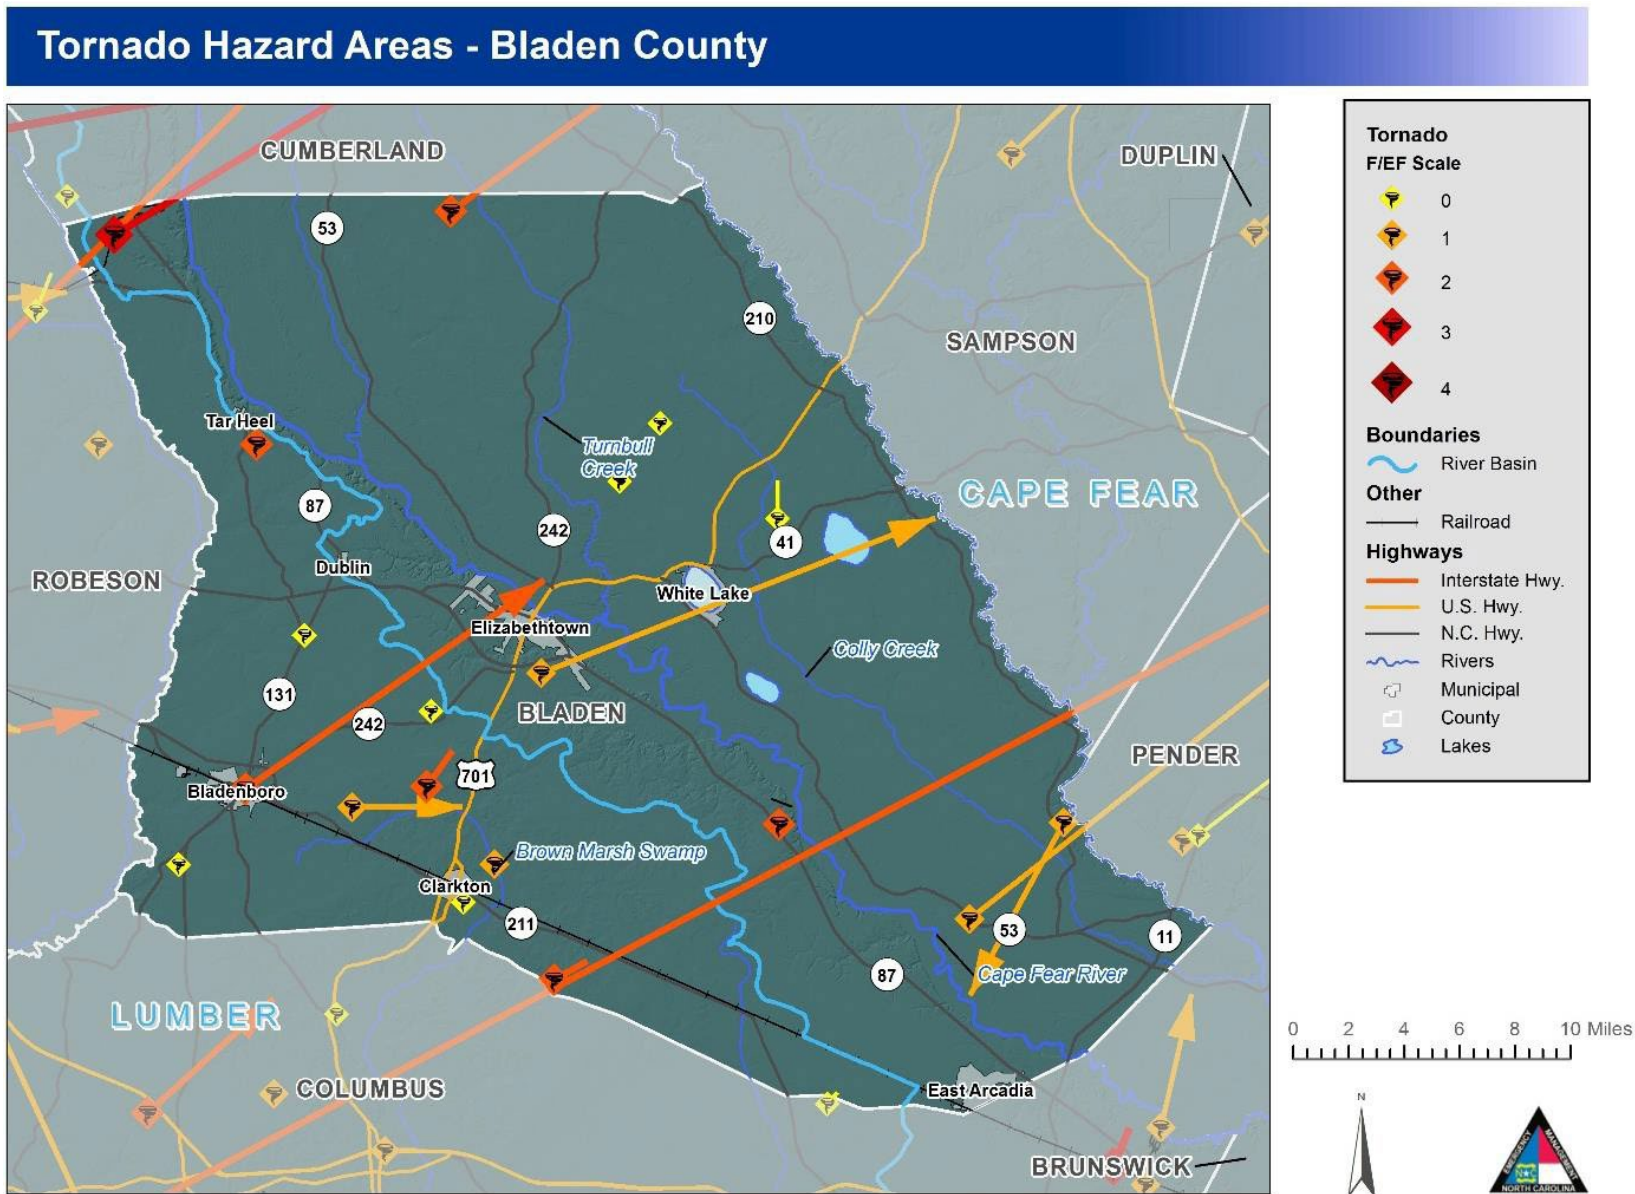 Tornado Hazard Areas - Bladen County
CUMBERLAND
DUPLIN
53
210
SAMPSON
Tar Heel
Turnbull
Creek
CAPE FEAR
87
242
41
ROBESON
Dublin
White Lake
Elizabethtown
Colly Creek
131
242
BLADEN
701
PENDER
Bladenboro
Brown Marsh Swamp
Clarkton
211
53
11
87
Cape Fear River
LUMBER
COLUMBUS
East Arcadia
BRUNSWICK
Tornado
F/EF Scale
0
1
2
3
4
Boundaries
River Basin
Other
Railroad
Highways
Interstate Hwy.
U.S. Hwy.
N.C. Hwy.
Rivers
Municipal
County
Lakes
0 2 4 6 8 10 Miles
N
EMERGENCY MANAGEMENT
NORTH CAROLINA